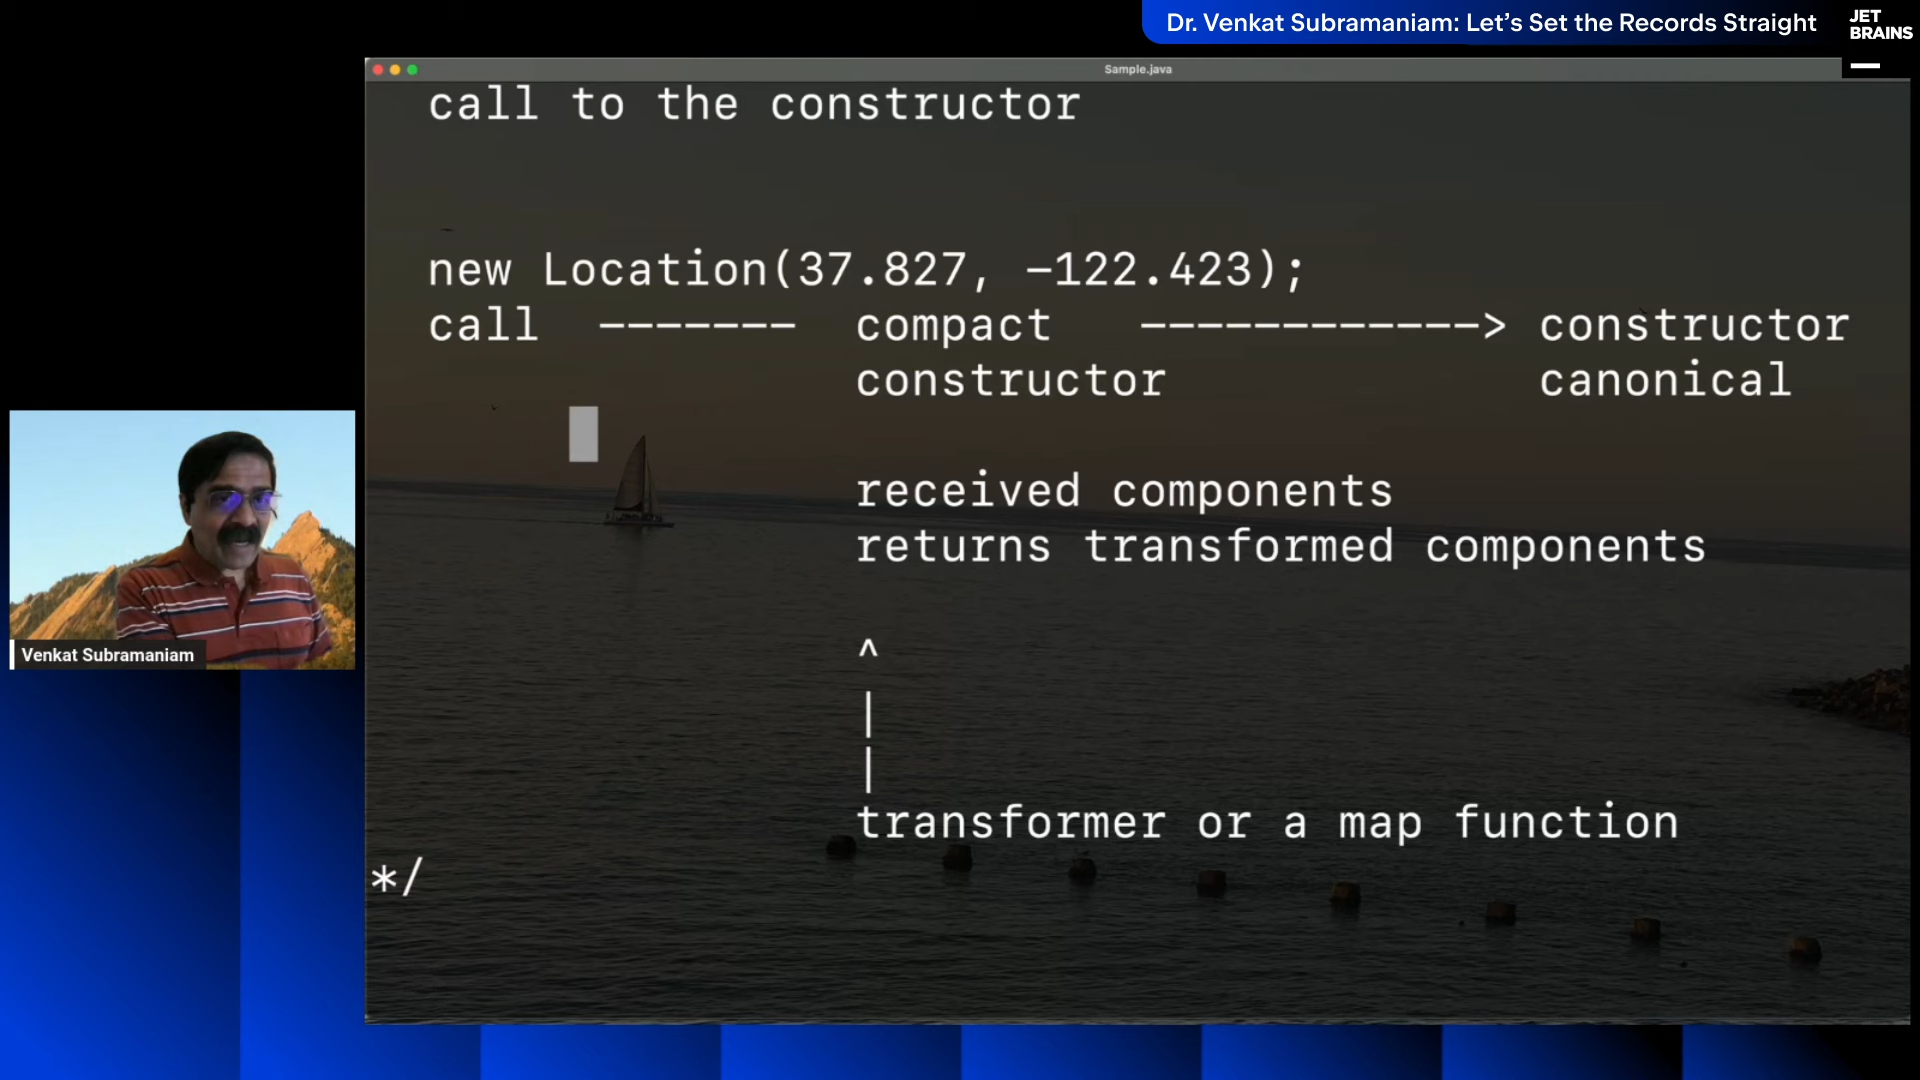 Dr. Venkat Subramaniam: Let's Set the Records Straight
JET
BRAINS
Sample.java
call to the constructor
new Location(37.827, -122.423);
call ------- compact ------------> constructor
constructor canonical
received components
returns transformed components
^
|
|
transformer or a map function
*/
Venkat Subramaniam